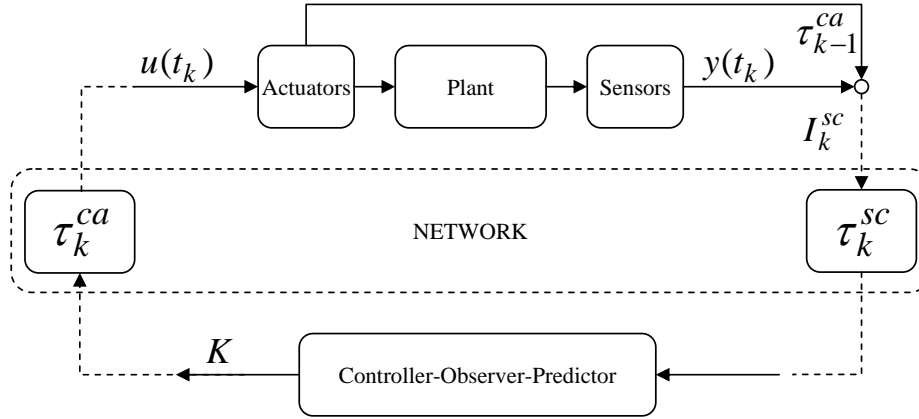 τ_{k-1}^{ca}
u(t_k)
Actuators
Plant
Sensors
y(t_k)
I_k^{sc}
τ_k^{ca}
NETWORK
τ_k^{sc}
K
Controller-Observer-Predictor